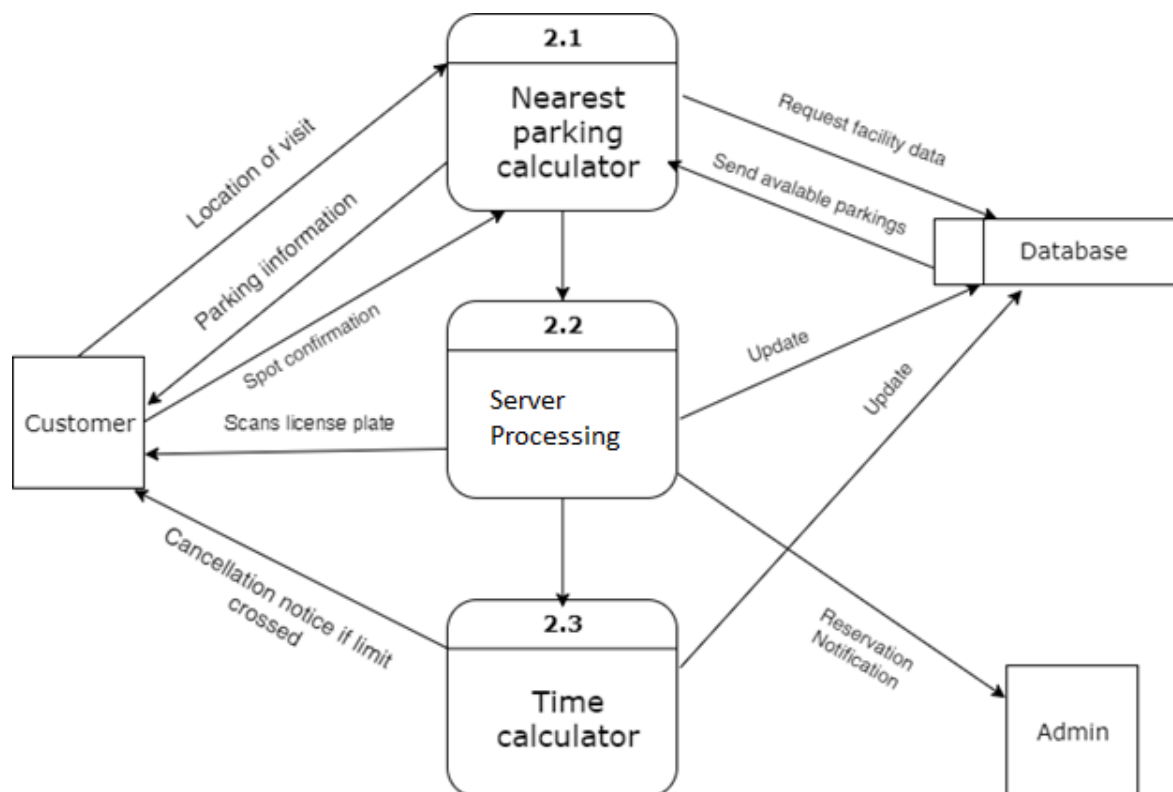 2.1
Nearest
parking
calculator
Location of visit
Request facility data
Send avalable parkings
Parking iinformation
Database
Spot confirmation
2.2
Server
Processing
Update
Update
Customer
Scans license plate
Cancellation notice if limit
crossed
2.3
Time
calculator
Reservation
Notification
Admin